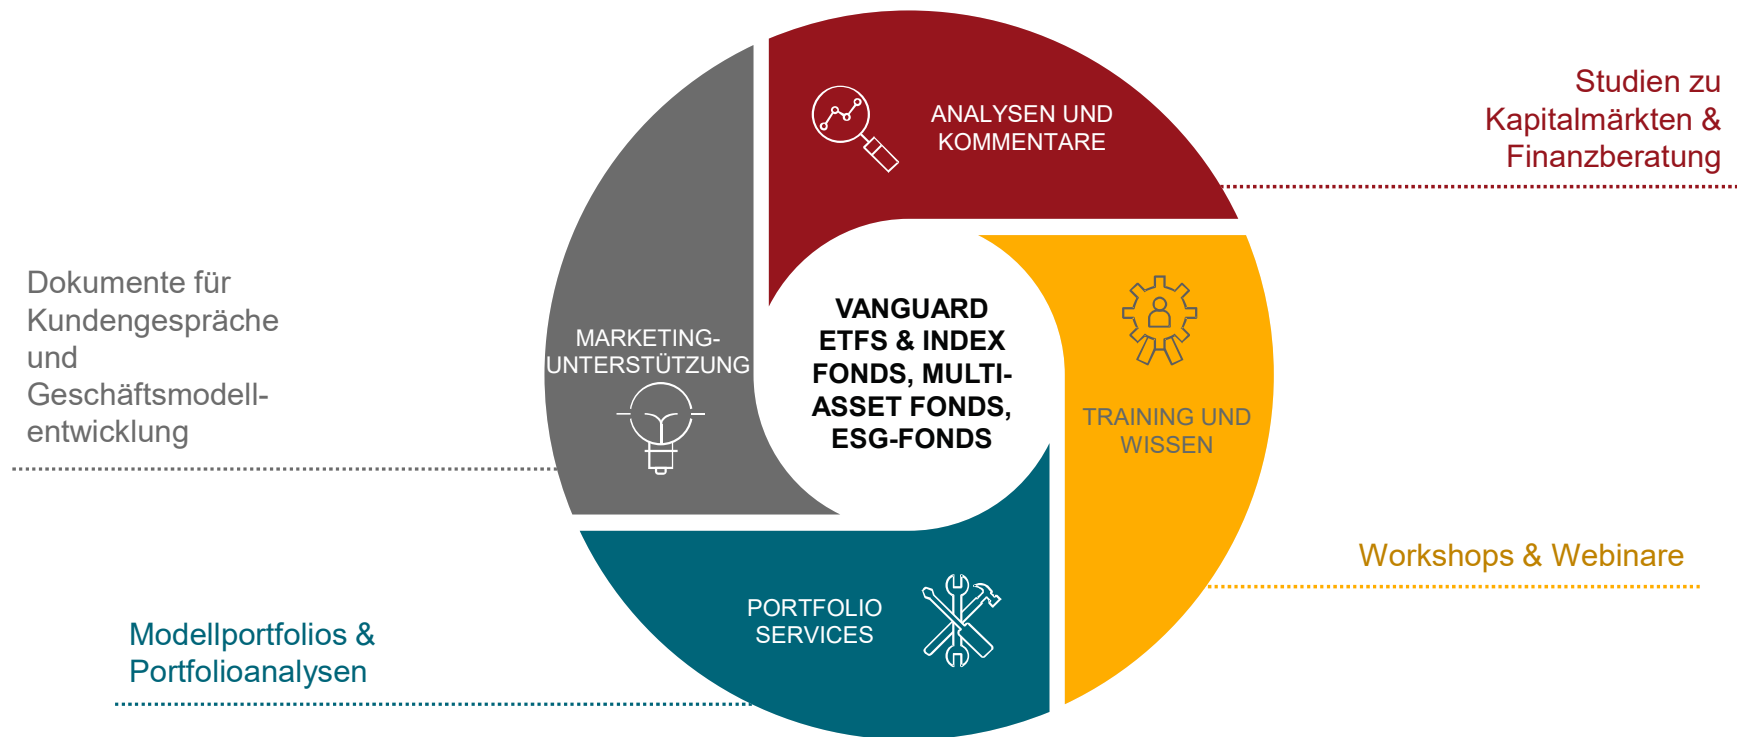 ANALYSEN UND
KOMMENTARE
Studien zu
Kapitalmärkten &
Finanzberatung
Dokumente für
Kundengespräche
und
Geschäftsmodell-
entwicklung
MARKETING-
UNTERSTÜTZUNG
VANGUARD
ETFS & INDEX
FONDS, MULTI-
ASSET FONDS,
ESG-FONDS
TRAINING UND
WISSEN
Workshops & Webinare
PORTFOLIO
SERVICES
Modellportfolios &
Portfolioanalysen